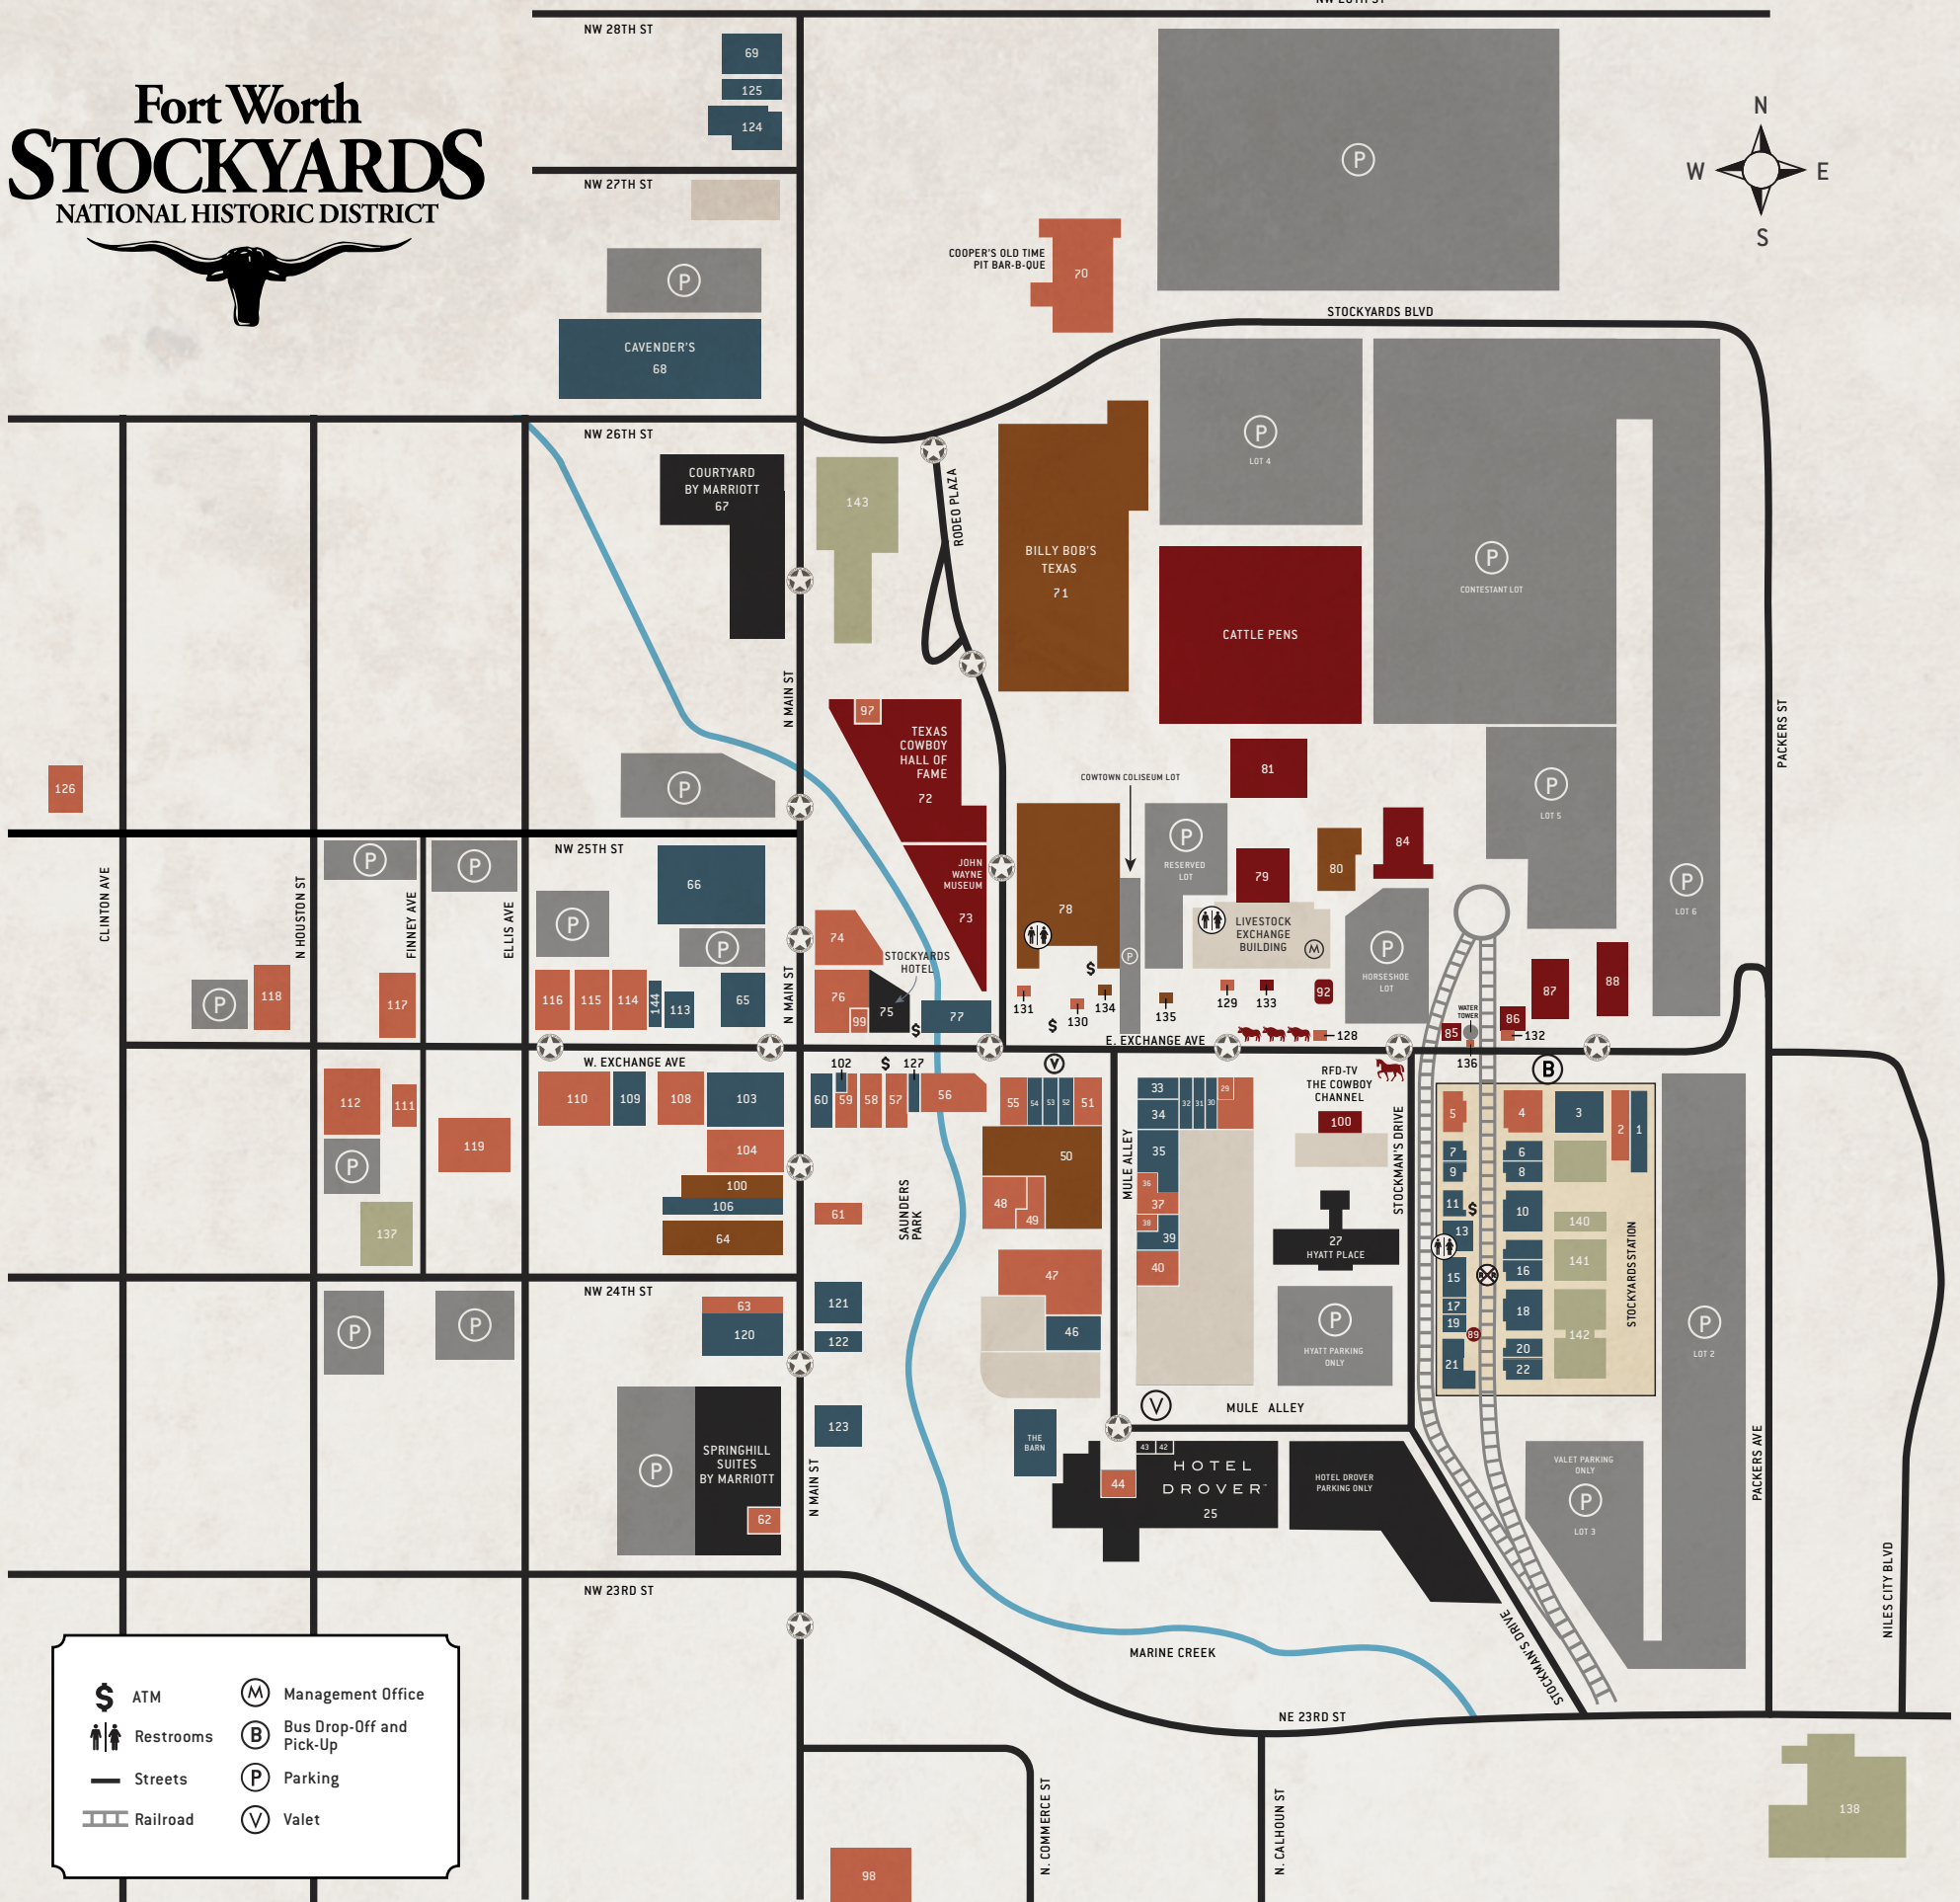 NW 28TH ST
69
125
124
Fort Worth
STOCKYARDS
NATIONAL HISTORIC DISTRICT
NW 27TH ST
P
N
W E
S
P
COOPER'S OLD TIME
PIT BAR-B-QUE
70
P
CAVENDER'S
68
STOCKYARDS BLVD
NW 26TH ST
COURTYARD
BY MARRIOTT
67
143
RODEO PLAZA
BILLY BOB'S
TEXAS
71
P
LOT 4
P
CONTESTANT LOT
CATTLE PENS
N MAIN ST
PACKERS ST
97
TEXAS
COWBOY
HALL OF
FAME
72
126
P
COWTOWN COLISEUM LOT
81
P
LOT 5
NW 25TH ST
P
P
66
JOHN
WAYNE
MUSEUM
73
P
RESERVED
LOT
79
80
84
P
LOT 6
CLINTON AVE
N HOUSTON ST
FINNEY AVE
ELLIS AVE
P
P
74
STOCKYARDS
HOTEL
78
P
LIVESTOCK
EXCHANGE
BUILDING
M
P
HORSESHOE
LOT
87
88
P
118
117
116
115
114
144
113
65
N MAIN ST
76
99
75
$
77
$
131
130
134
135
129
133
92
$
128
WATER
TOWER
85
86
132
136
W. EXCHANGE AVE
E. EXCHANGE AVE
102
$
127
V
B
112
111
119
110
109
108
103
60
59
58
57
56
55
54
53
52
51
33
34
32
31
30
29
RFD-TV
THE COWBOY
CHANNEL
100
5
4
3
2
1
P
104
100
106
64
61
SAUNDERS
PARK
50
48
49
MULE ALLEY
35
36
37
38
39
40
STOCKMAN'S DRIVE
7
9
11
$
13
15
17
19
89
21
6
8
10
16
18
20
22
140
141
142
STOCKYARDS STATION
137
27
HYATT PLACE
RXR
NW 24TH ST
P
P
63
120
121
122
123
47
46
P
HYATT PARKING
ONLY
P
LOT 2
V
MULE ALLEY
P
SPRINGHILL
SUITES
BY MARRIOTT
62
N MAIN ST
THE
BARN
43
42
44
HOTEL
DROVER
25
HOTEL DROVER
PARKING ONLY
VALET PARKING
ONLY
P
LOT 3
PACKERS AVE
NILES CITY BLVD
NW 23RD ST
MARINE CREEK
STOCKMAN'S DRIVE
NE 23RD ST
$ ATM
Restrooms
Streets
Railroad
M Management Office
B Bus Drop-Off and
Pick-Up
P Parking
V Valet
N. COMMERCE ST
N. CALHOUN ST
138
98